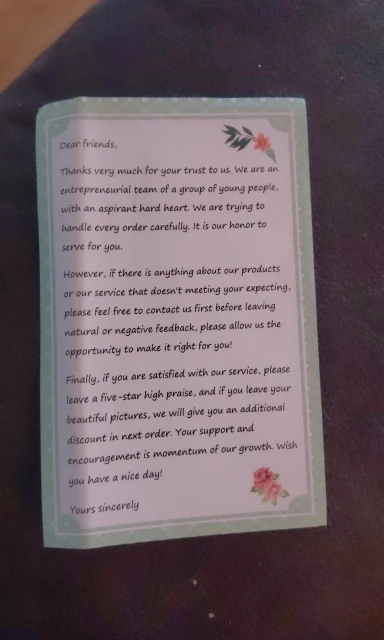 Dear friends,
Thanks very much for your trust to us. We are an
entrepreneurial team of a group of young people,
with an aspirant hard heart. We are trying to
handle every order carefully. It is our honor to
serve for you.
However, if there is anything about our products
or our service that doesn't meeting your expecting,
please feel free to contact us first before leaving
natural or negative feedback, please allow us the
opportunity to make it right for you!
Finally, if you are satisfied with our service, please
leave a five-star high praise, and if you leave your
beautiful pictures, we will give you an additional
discount in next order. Your support and
encouragement is momentum of our growth. Wish
you have a nice day!
Yours sincerely